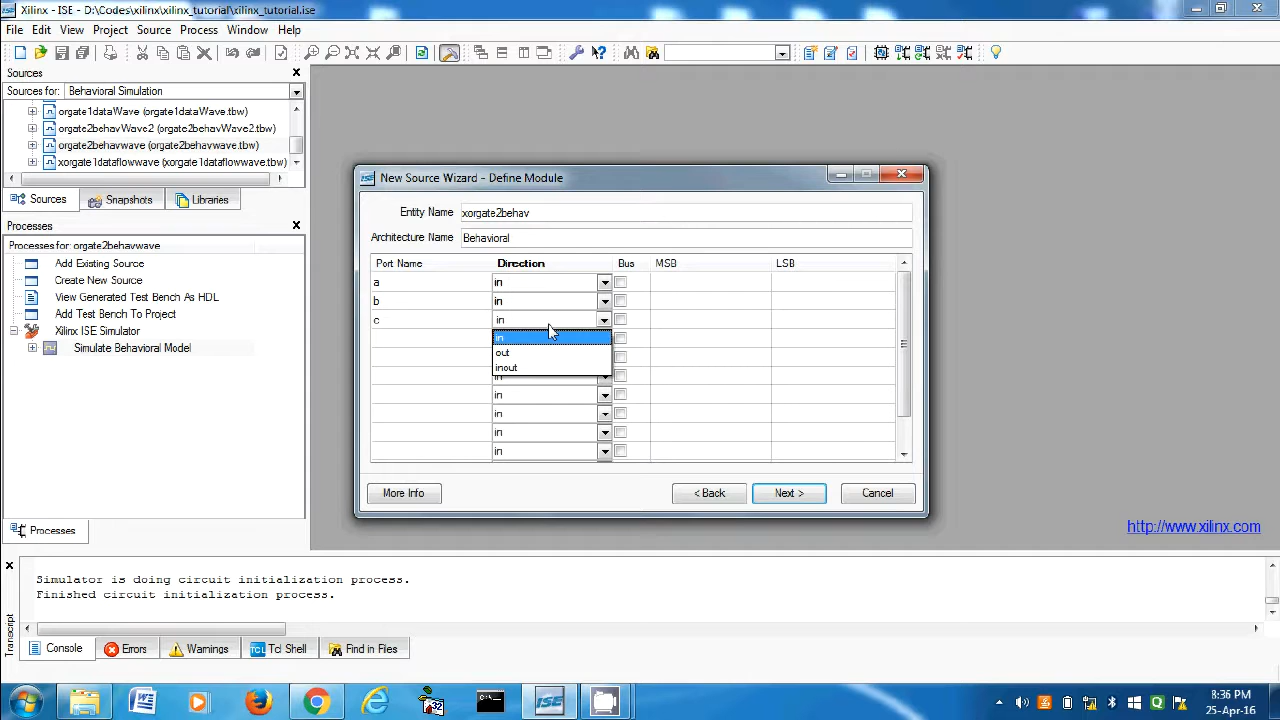 Xilinx - ISE - D:\Codes\xilinx\xilinx_tutorial\xilinx_tutorial.ise
File Edit View Project Source Process Window Help
Sources
Sources for: Behavioral Simulation
orgate1dataWave (orgate1dataWave.tbw)
orgate2behavWave2 (orgate2behavWave2.tbw)
orgate2behavwave (orgate2behavwave.tbw)
xorgate1dataflowwave (xorgate1dataflowwave.tbw)
Sources Snapshots Libraries
Processes
Processes for: orgate2behavwave
Add Existing Source
Create New Source
View Generated Test Bench As HDL
Add Test Bench To Project
Xilinx ISE Simulator
Simulate Behavioral Model
Processes
ISE New Source Wizard - Define Module
Entity Name xorgate2behav
Architecture Name Behavioral
Port Name Direction Bus MSB LSB
a in
b in
c in
in
out
inout
in
in
in
in
in
More Info < Back Next > Cancel
http://www.xilinx.com
Simulator is doing circuit initialization process.
Finished circuit initialization process.
Transcript
Console Errors Warnings TCL Tcl Shell Find in Files
32
C:\
ISE
8:36 PM
25-Apr-16